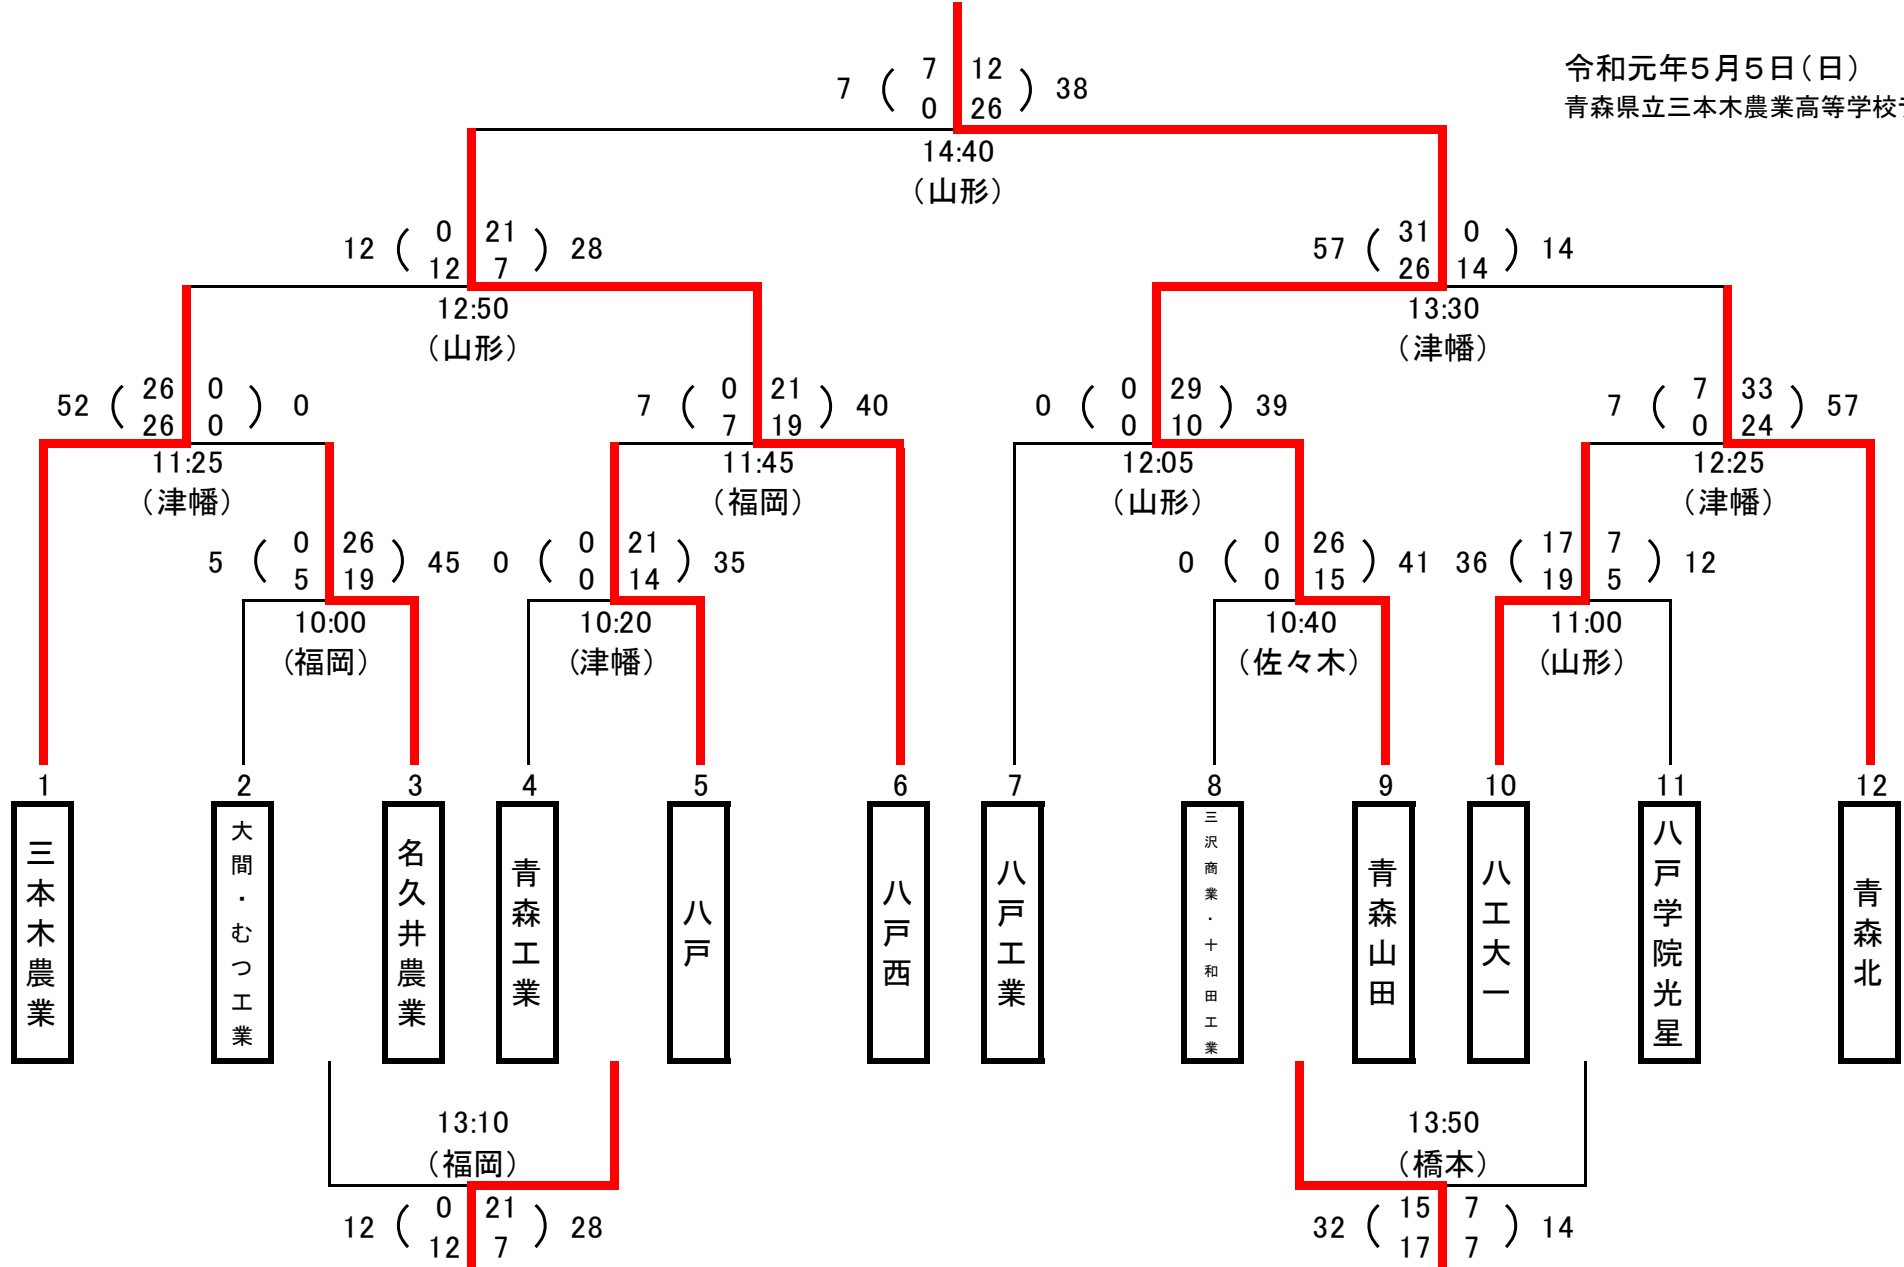 令和元年5月5日(日)
青森県立三本木農業高等学校
7 ( 7 12 ) 38
0 26
14:40
(山形)
12 ( 0 21 ) 28
12 7
12:50
(山形)
57 ( 31 0 ) 14
26 14
13:30
(津幡)
52 ( 26 0 ) 0
26 0
11:25
(津幡)
7 ( 0 21 ) 40
7 19
11:45
(福岡)
0 ( 0 29 ) 39
0 10
12:05
(山形)
7 ( 7 33 ) 57
0 24
12:25
(津幡)
5 ( 0 26 ) 45
5 19
10:00
(福岡)
0 ( 0 21 ) 35
0 14
10:20
(津幡)
0 ( 0 26 ) 41
0 15
10:40
(佐々木)
36 ( 17 7 ) 12
19 5
11:00
(山形)
1 2 3 4 5 6 7 8 9 10 11 12
三本木農業
大間・むつ工業
名久井農業
青森工業
八戸
八戸西
八戸工業
三沢商業・十和田工業
青森山田
八工大一
八戸学院光星
青森北
13:10
(福岡)
12 ( 0 21 ) 28
12 7
13:50
(橋本)
32 ( 15 7 ) 14
17 7